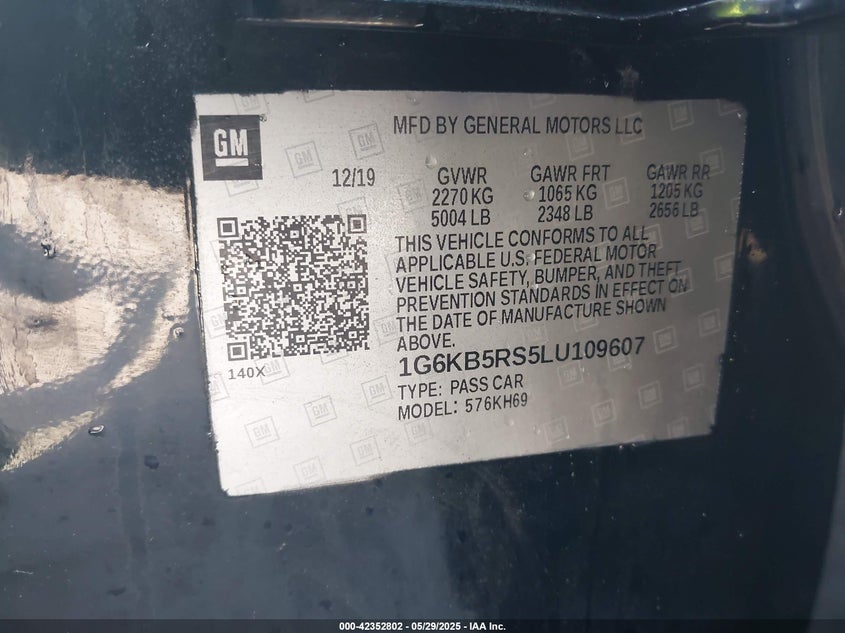 GM
MFD BY GENERAL MOTORS LLC
12/19
GVWR GAWR FRT GAWR RR
2270 KG 1065 KG 1205 KG
5004 LB 2348 LB 2656 LB
THIS VEHICLE CONFORMS TO ALL
APPLICABLE U.S. FEDERAL MOTOR
VEHICLE SAFETY, BUMPER, AND THEFT
PREVENTION STANDARDS IN EFFECT ON
THE DATE OF MANUFACTURE SHOWN
ABOVE.
140X
1G6KB5RS5LU109607
TYPE: PASS CAR
MODEL: 576KH69
000-42352802 - 05/29/2025 - IAA Inc.